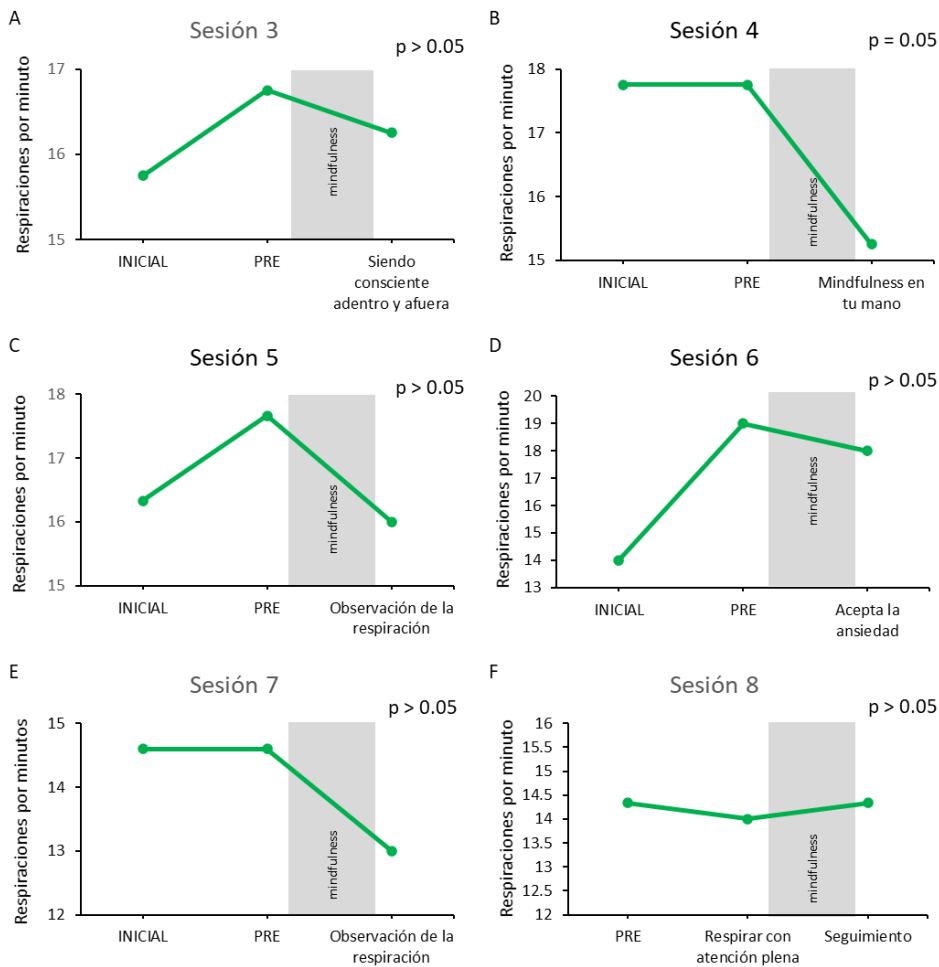 A
Sesión 3
p > 0.05
Respiraciones por minuto
17
16
15
mindfulness
INICIAL
PRE
Siendo
consciente
adentro y afuera
B
Sesión 4
p = 0.05
Respiraciones por minuto
18
17
16
15
mindfulness
INICIAL
PRE
Mindfulness en
tu mano
C
Sesión 5
p > 0.05
Respiraciones por minuto
18
17
16
15
mindfulness
INICIAL
PRE
Observación de la
respiración
D
Sesión 6
p > 0.05
Respiraciones por minuto
20
19
18
17
16
15
14
13
mindfulness
INICIAL
PRE
Acepta la
ansiedad
E
Sesión 7
p > 0.05
Respiraciones por minutos
15
14
13
12
mindfulness
INICIAL
PRE
Observación de la
respiración
F
Sesión 8
p > 0.05
Respiraciones por minuto
16
15.5
15
14.5
14
13.5
13
12.5
12
mindfulness
PRE
Respirar con
atención plena
Seguimiento